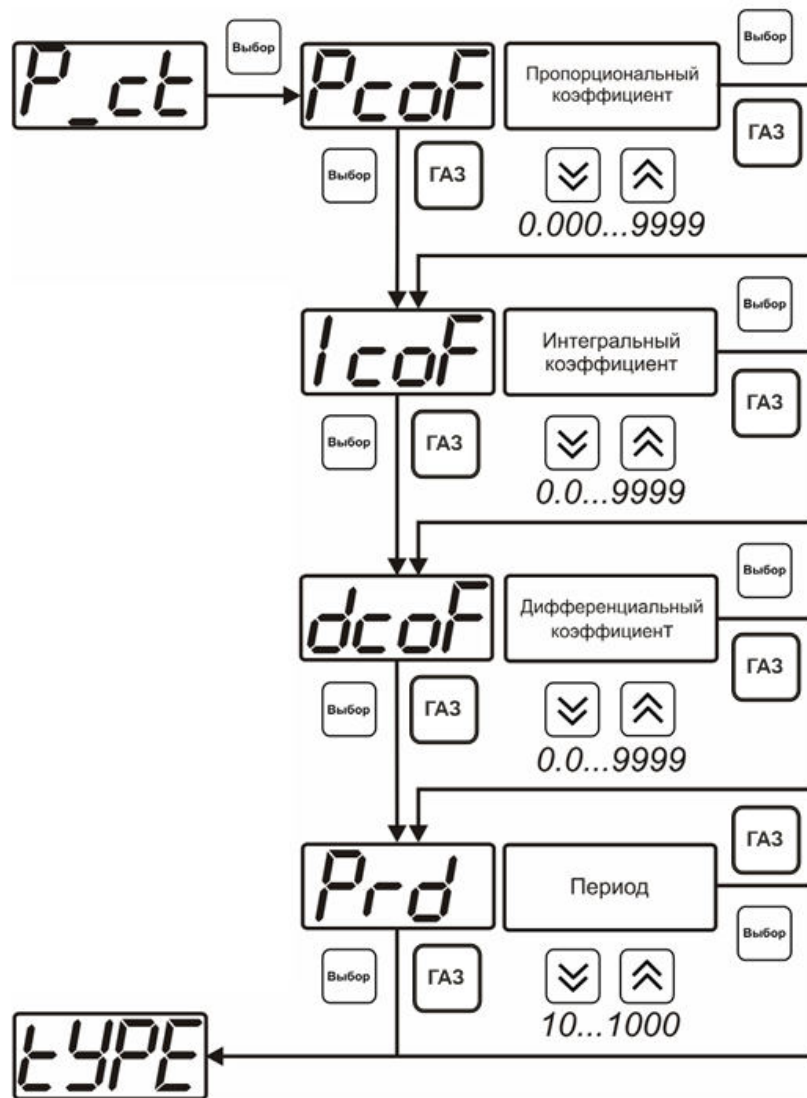 P_ct
Выбор
PcoF
Пропорциональный
коэффициент
Выбор
ГАЗ
Выбор
ГАЗ
0.000...9999
IcoF
Интегральный
коэффициент
Выбор
ГАЗ
Выбор
ГАЗ
0.0...9999
dcoF
Дифференциальный
коэффициент
Выбор
ГАЗ
Выбор
ГАЗ
0.0...9999
Prd
Период
ГАЗ
Выбор
Выбор
ГАЗ
10...1000
tYPE